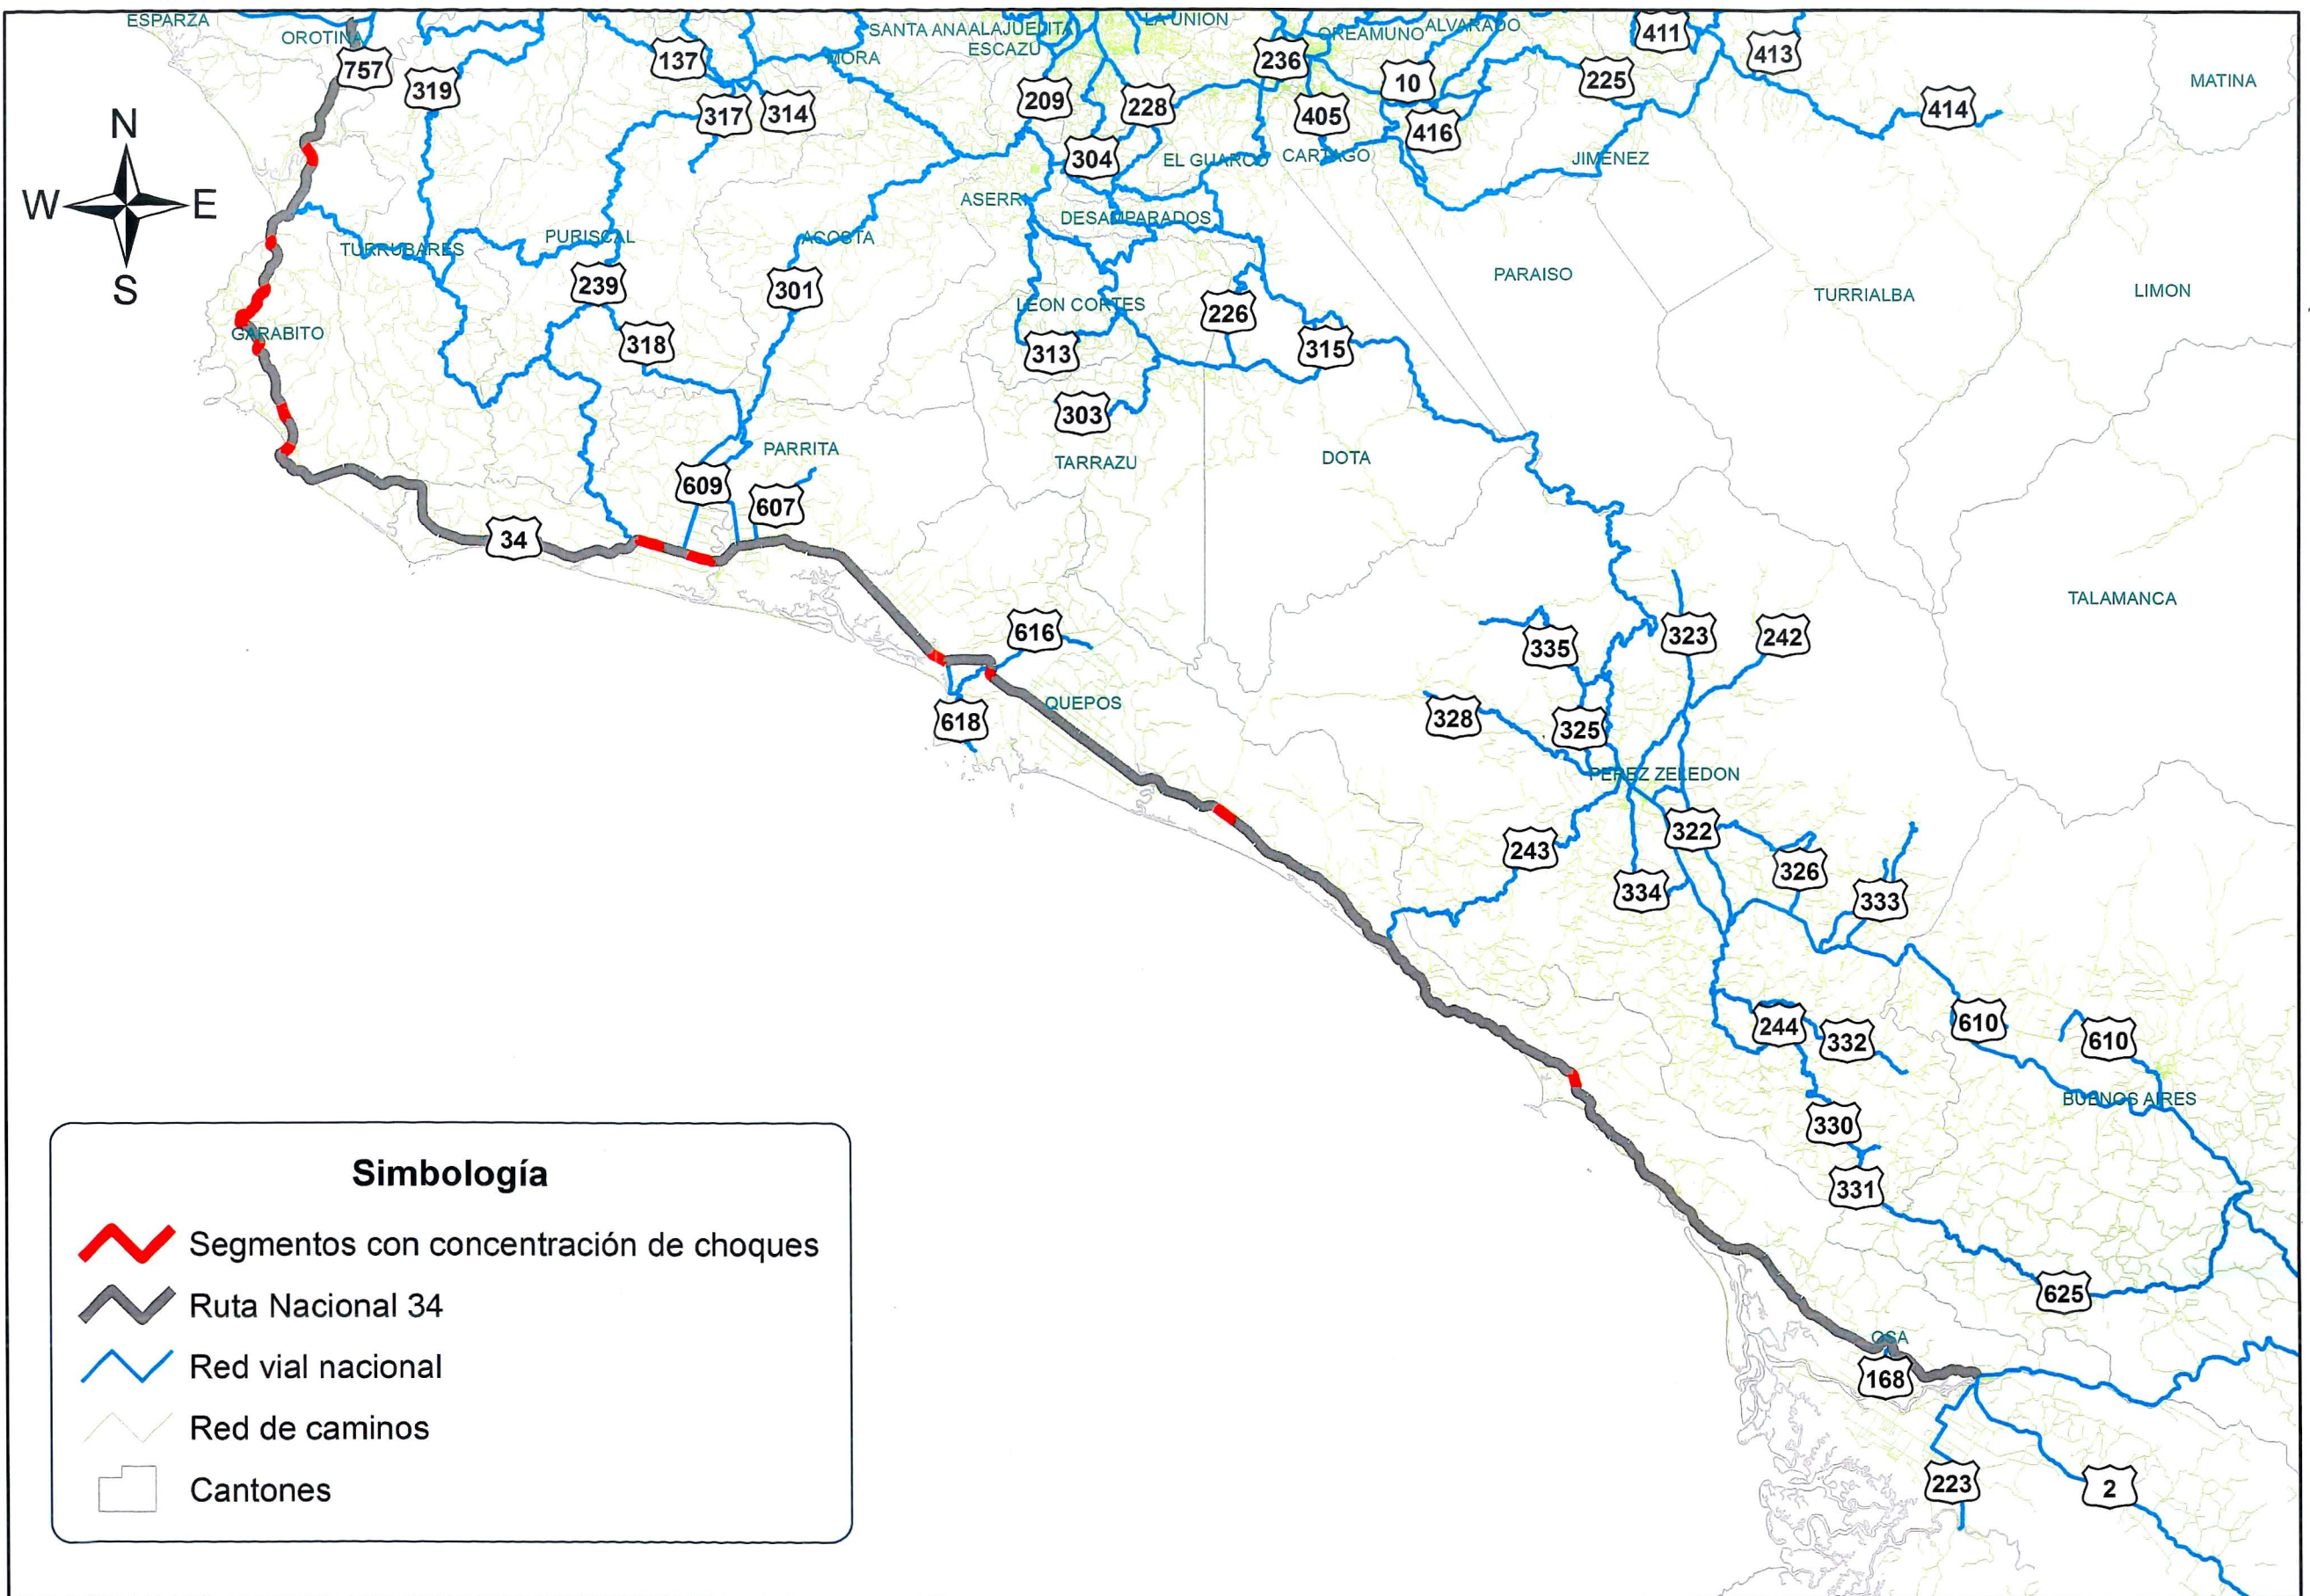 ESPARZA
OROTINA
SANTA ANA
ALAJUELITA
ESCAZU
LA UNION
OREAMUNO
ALVARADO
MORA
MATINA
757
319
137
317
314
209
228
236
405
10
416
225
411
413
414
304
N
W
E
S
EL GUARCO
CARTAGO
JIMENEZ
ASERRI
DESAMPARADOS
TURRUBARES
PURISCAL
ACOSTA
PARAISO
TURRIALBA
LIMON
239
301
LEON CORTES
226
GARABITO
318
313
315
303
PARRITA
TARRAZU
DOTA
609
607
34
TALAMANCA
616
335
323
242
QUEPOS
618
328
325
PEREZ ZELEDON
243
322
334
326
333
244
332
610
610
BUENOS AIRES
330
331
625
OSA
168
223
2
Simbología
Segmentos con concentración de choques
Ruta Nacional 34
Red vial nacional
Red de caminos
Cantones